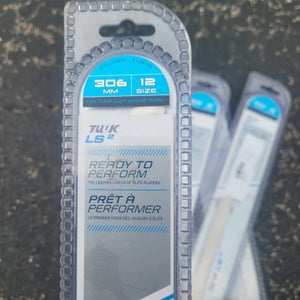 306 12
MM SIZE
TUUK
LS2
READY TO
PERFORM
THE LEADING CHOICE OF ELITE PLAYERS
PRÊT À
PERFORMER
LE PREMIER CHOIX DES JOUEURS D'ÉLITE